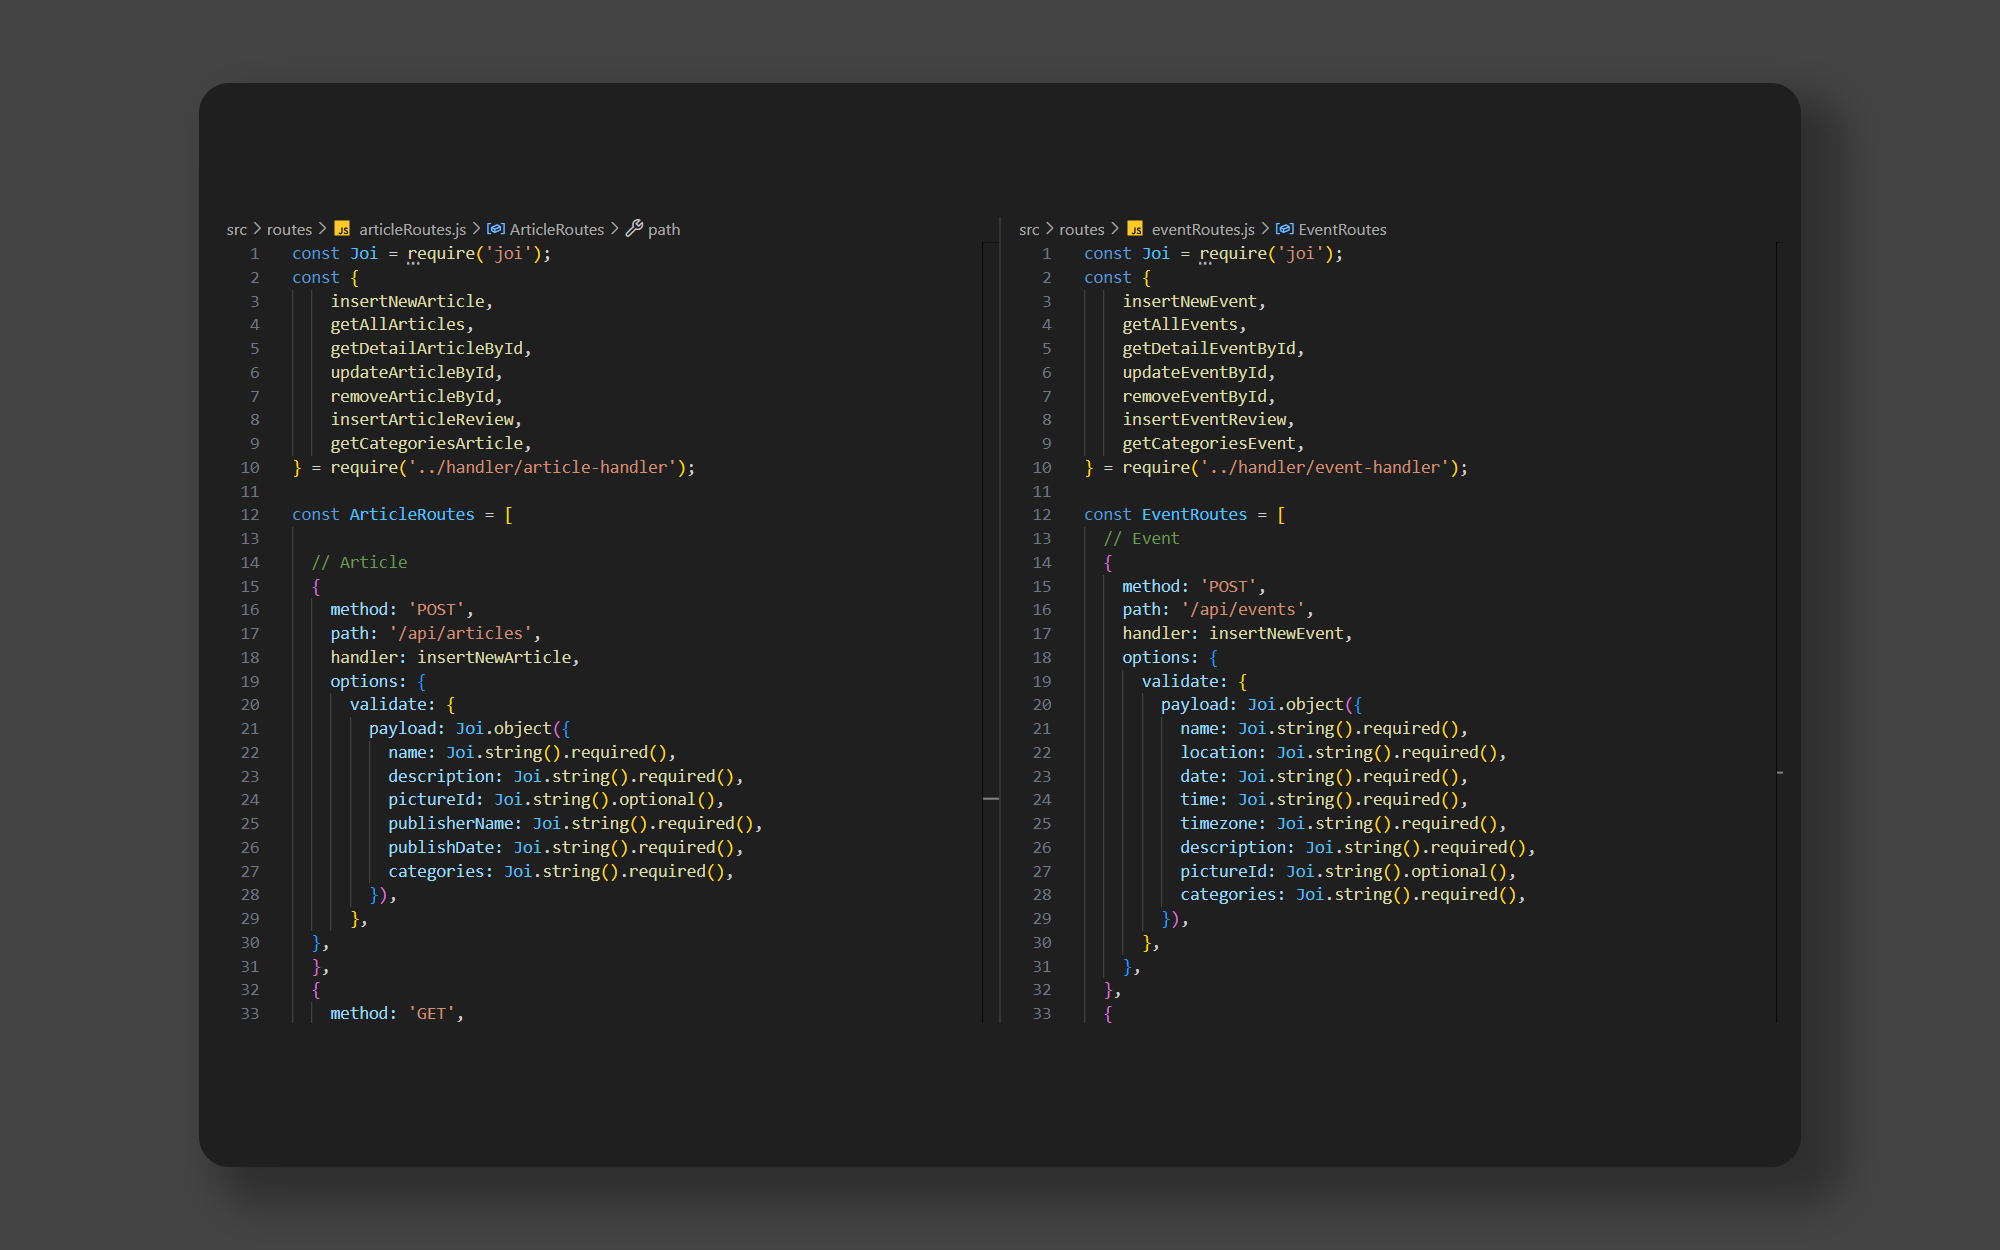 src > routes > JS articleRoutes.js > ArticleRoutes > path
1 const Joi = require('joi');
2 const {
3     insertNewArticle,
4     getAllArticles,
5     getDetailArticleById,
6     updateArticleById,
7     removeArticleById,
8     insertArticleReview,
9     getCategoriesArticle,
10 } = require('../handler/article-handler');
11
12 const ArticleRoutes = [
13
14   // Article
15   {
16     method: 'POST',
17     path: '/api/articles',
18     handler: insertNewArticle,
19     options: {
20       validate: {
21         payload: Joi.object({
22           name: Joi.string().required(),
23           description: Joi.string().required(),
24           pictureId: Joi.string().optional(),
25           publisherName: Joi.string().required(),
26           publishDate: Joi.string().required(),
27           categories: Joi.string().required(),
28         }),
29       },
30   },
31   },
32   {
33     method: 'GET',
src > routes > JS eventRoutes.js > EventRoutes
1 const Joi = require('joi');
2 const {
3     insertNewEvent,
4     getAllEvents,
5     getDetailEventById,
6     updateEventById,
7     removeEventById,
8     insertEventReview,
9     getCategoriesEvent,
10 } = require('../handler/event-handler');
11
12 const EventRoutes = [
13   // Event
14   {
15     method: 'POST',
16     path: '/api/events',
17     handler: insertNewEvent,
18     options: {
19       validate: {
20         payload: Joi.object({
21           name: Joi.string().required(),
22           location: Joi.string().required(),
23           date: Joi.string().required(),
24           time: Joi.string().required(),
25           timezone: Joi.string().required(),
26           description: Joi.string().required(),
27           pictureId: Joi.string().optional(),
28           categories: Joi.string().required(),
29         }),
30       },
31     },
32   },
33   {